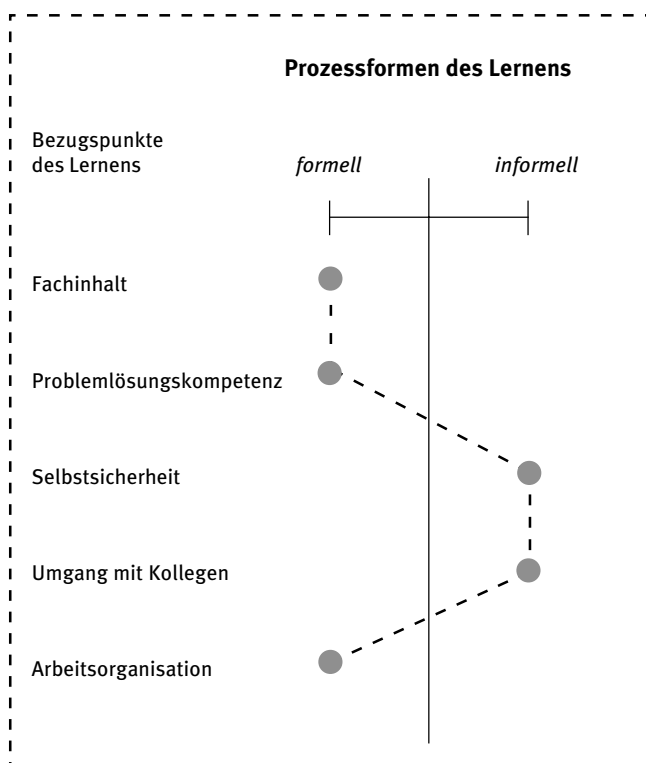 Prozessformen des Lernens
Bezugspunkte
des Lernens
formell
informell
Fachinhalt
Problemlösungskompetenz
Selbstsicherheit
Umgang mit Kollegen
Arbeitsorganisation